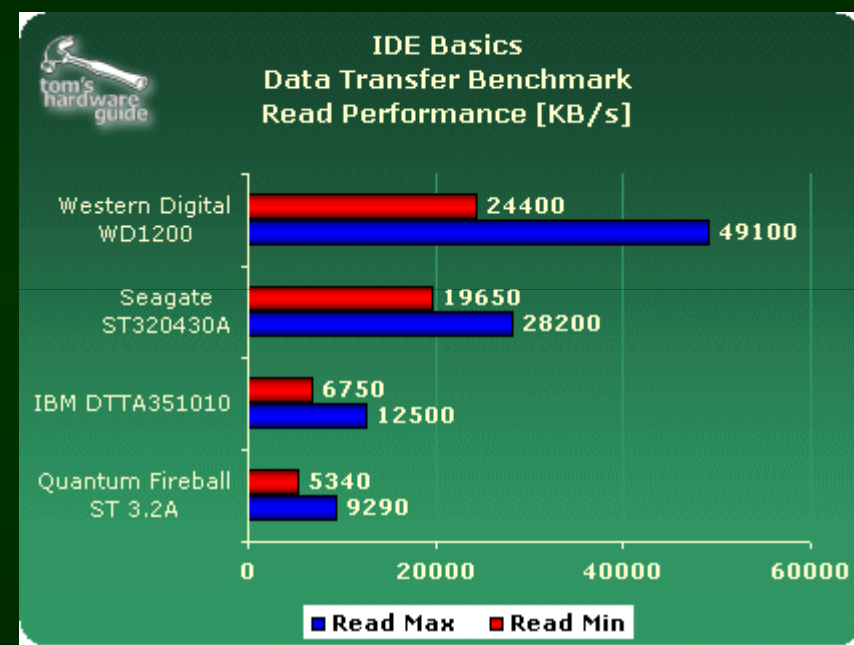 tom's
hardware
guide
IDE Basics
Data Transfer Benchmark
Read Performance [KB/s]
Western Digital
WD1200
24400
49100
Seagate
ST320430A
19650
28200
IBM DTTA351010
6750
12500
Quantum Fireball
ST 3.2A
5340
9290
0 20000 40000 60000
Read Max Read Min